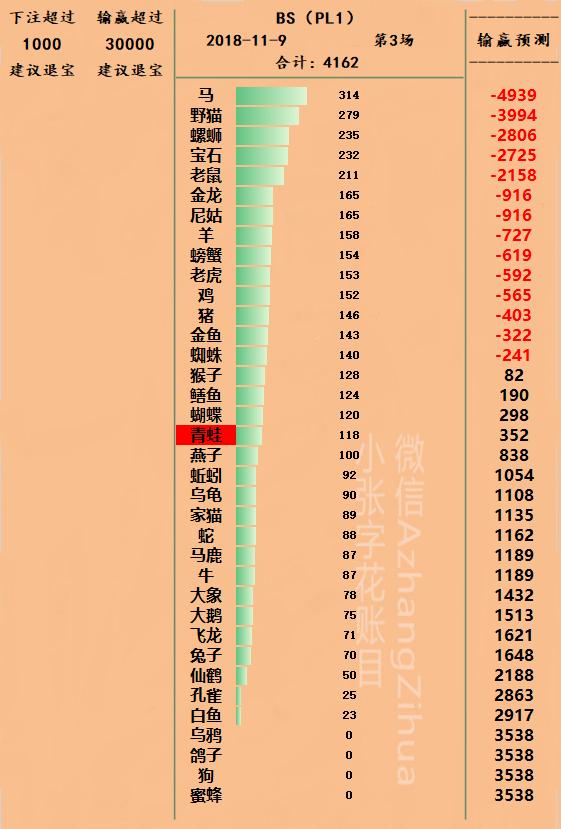 下注超过 输赢超过
1000 30000
建议退宝 建议退宝
BS（PL1）
2018-11-9 第3场
合计：4162
----------
输赢预测
----------
马 314 -4939
野猫 279 -3994
螺蛳 235 -2806
宝石 232 -2725
老鼠 211 -2158
金龙 165 -916
尼姑 165 -916
羊 158 -727
螃蟹 154 -619
老虎 153 -592
鸡 152 -565
猪 146 -403
金鱼 143 -322
蜘蛛 140 -241
猴子 128 82
鳝鱼 124 190
蝴蝶 120 298
青蛙 118 352
燕子 100 838
蚯蚓 92 1054
乌龟 90 1108
家猫 89 1135
蛇 88 1162
马鹿 87 1189
牛 87 1189
大象 78 1432
大鹅 75 1513
飞龙 71 1621
兔子 70 1648
仙鹤 50 2188
孔雀 25 2863
白鱼 23 2917
乌鸦 0 3538
鸽子 0 3538
狗 0 3538
蜜蜂 0 3538
微信AzhangZihua
小张字花账目